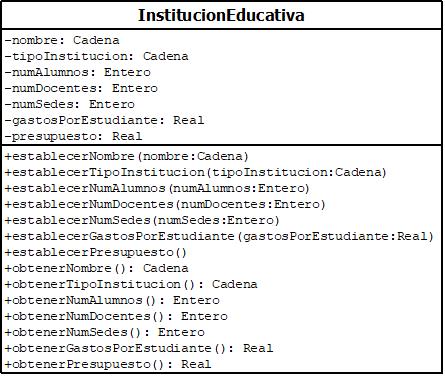 InstitucionEducativa
-nombre: Cadena
-tipoInstitucion: Cadena
-numAlumnos: Entero
-numDocentes: Entero
-numSedes: Entero
-gastosPorEstudiante: Real
-presupuesto: Real
+establecerNombre(nombre:Cadena)
+establecerTipoInstitucion(tipoInstitucion:Cadena)
+establecerNumAlumnos(numAlumnos:Entero)
+establecerNumDocentes(numDocentes:Entero)
+establecerNumSedes(numSedes:Entero)
+establecerGastosPorEstudiante(gastosPorEstudiante:Real)
+establecerPresupuesto()
+obtenerNombre(): Cadena
+obtenerTipoInstitucion(): Cadena
+obtenerNumAlumnos(): Entero
+obtenerNumDocentes(): Entero
+obtenerNumSedes(): Entero
+obtenerGastosPorEstudiante(): Real
+obtenerPresupuesto(): Real